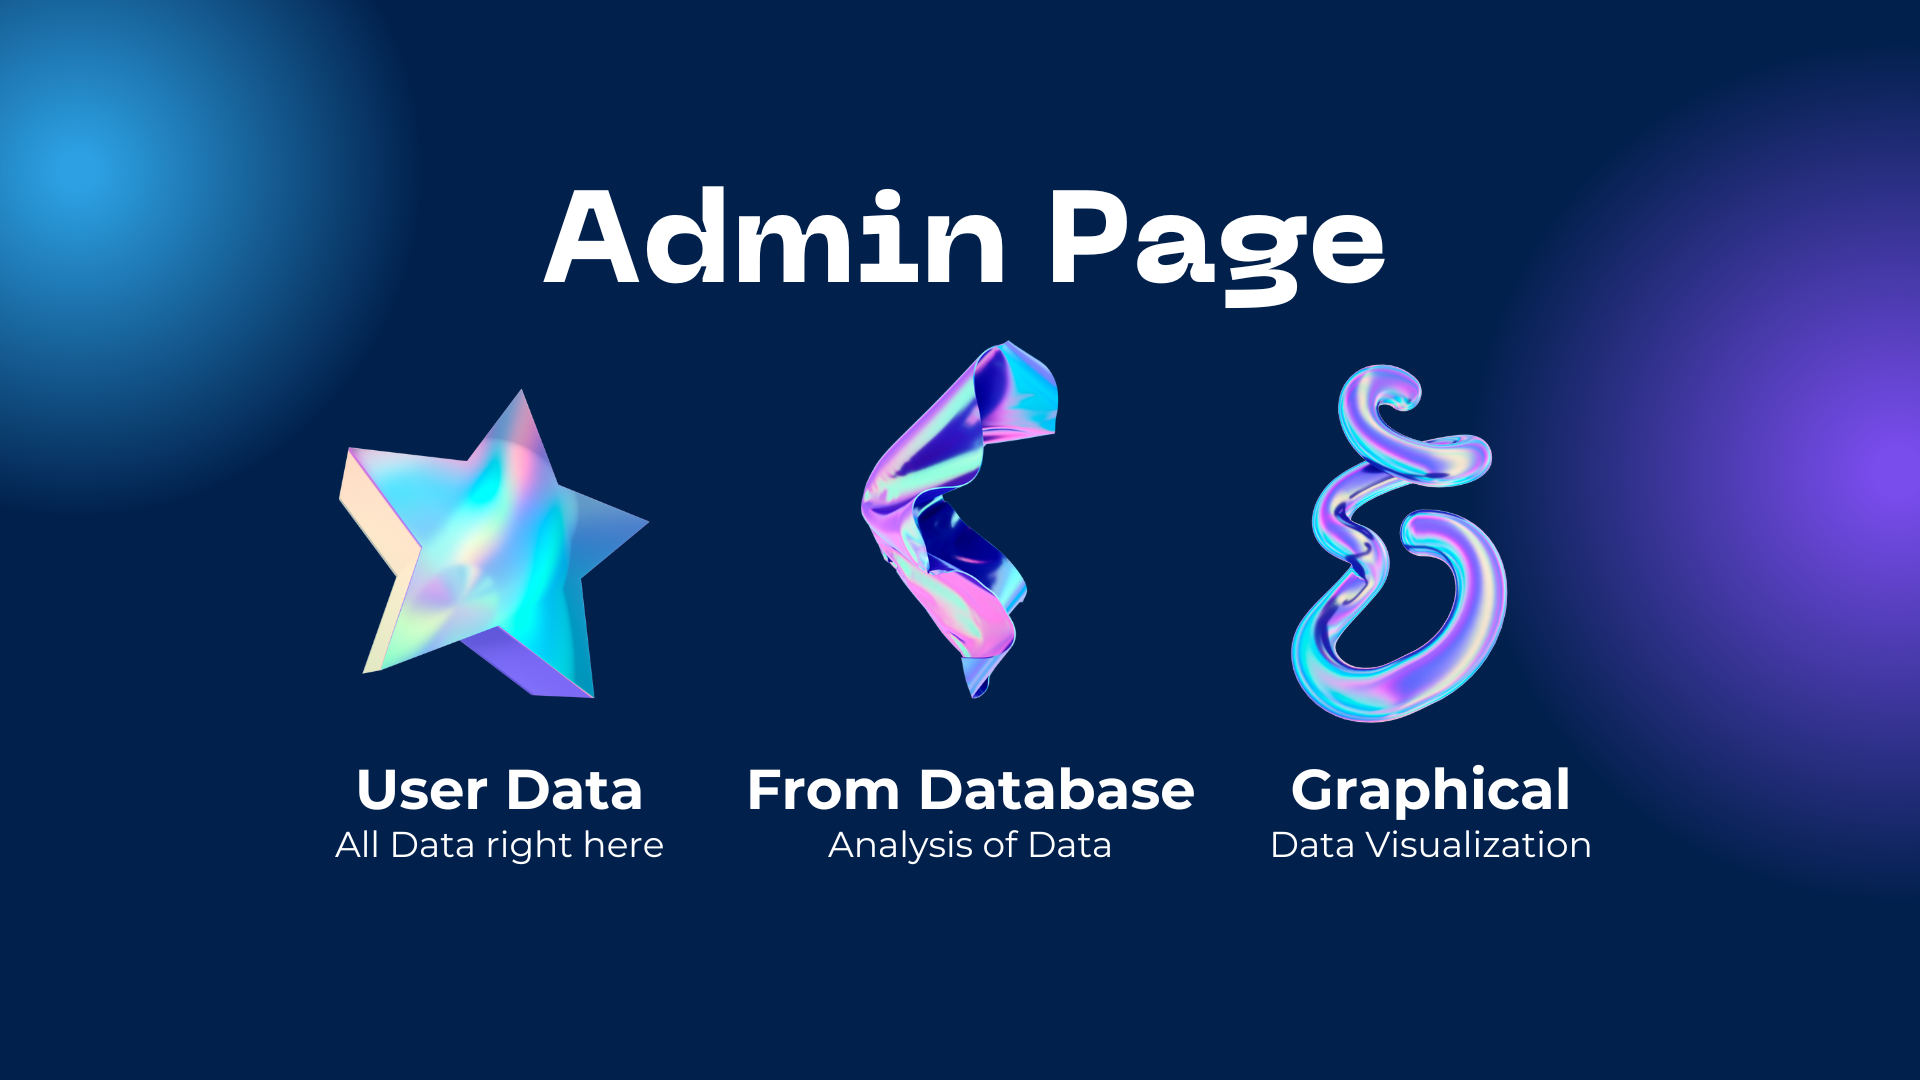 Admin Page
User Data
All Data right here
From Database
Analysis of Data
Graphical
Data Visualization